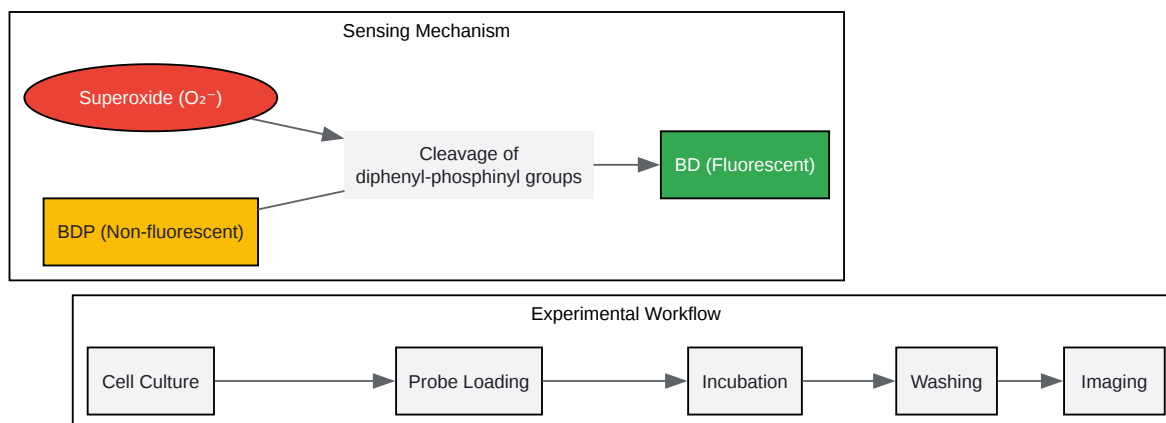 Sensing Mechanism
Superoxide (O₂⁻)
Cleavage of
diphenyl-phosphinyl groups
BD (Fluorescent)
BDP (Non-fluorescent)
Experimental Workflow
Cell Culture
Probe Loading
Incubation
Washing
Imaging